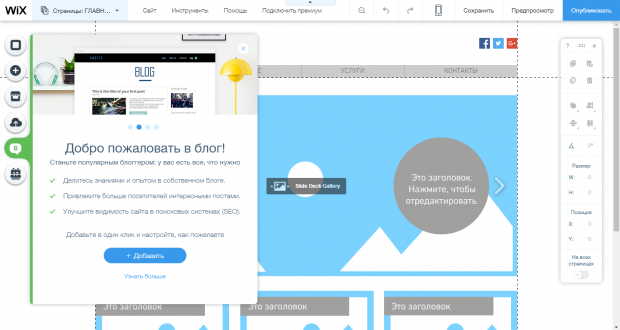 WiX
Страницы: ГЛАВН...
Сайт
Инструменты
Помощь
Подключить премиум
Сохранить
Предпросмотр
Опубликовать
BLOG
This is the title of your first post
УСЛУГИ
КОНТАКТЫ
Добро пожаловать в блог!
Станьте популярным блоггером: у вас есть все, что нужно
Делитесь знаниями и опытом в собственном блоге.
Привлеките больше посетителей интересными постами.
Улучшите видимость сайта в поисковых системах (SEO).
Добавьте в один клик и настройте, как пожелаете
+ Добавить
Узнать больше
Slide Deck Gallery
Это заголовок.
Нажмите, чтобы
отредактировать.
Это заголовок
Это заголовок
Это заголовок
?
Размер
W: 0
H: 0
Позиция
X: 0
Y: 0
На всех
страницах